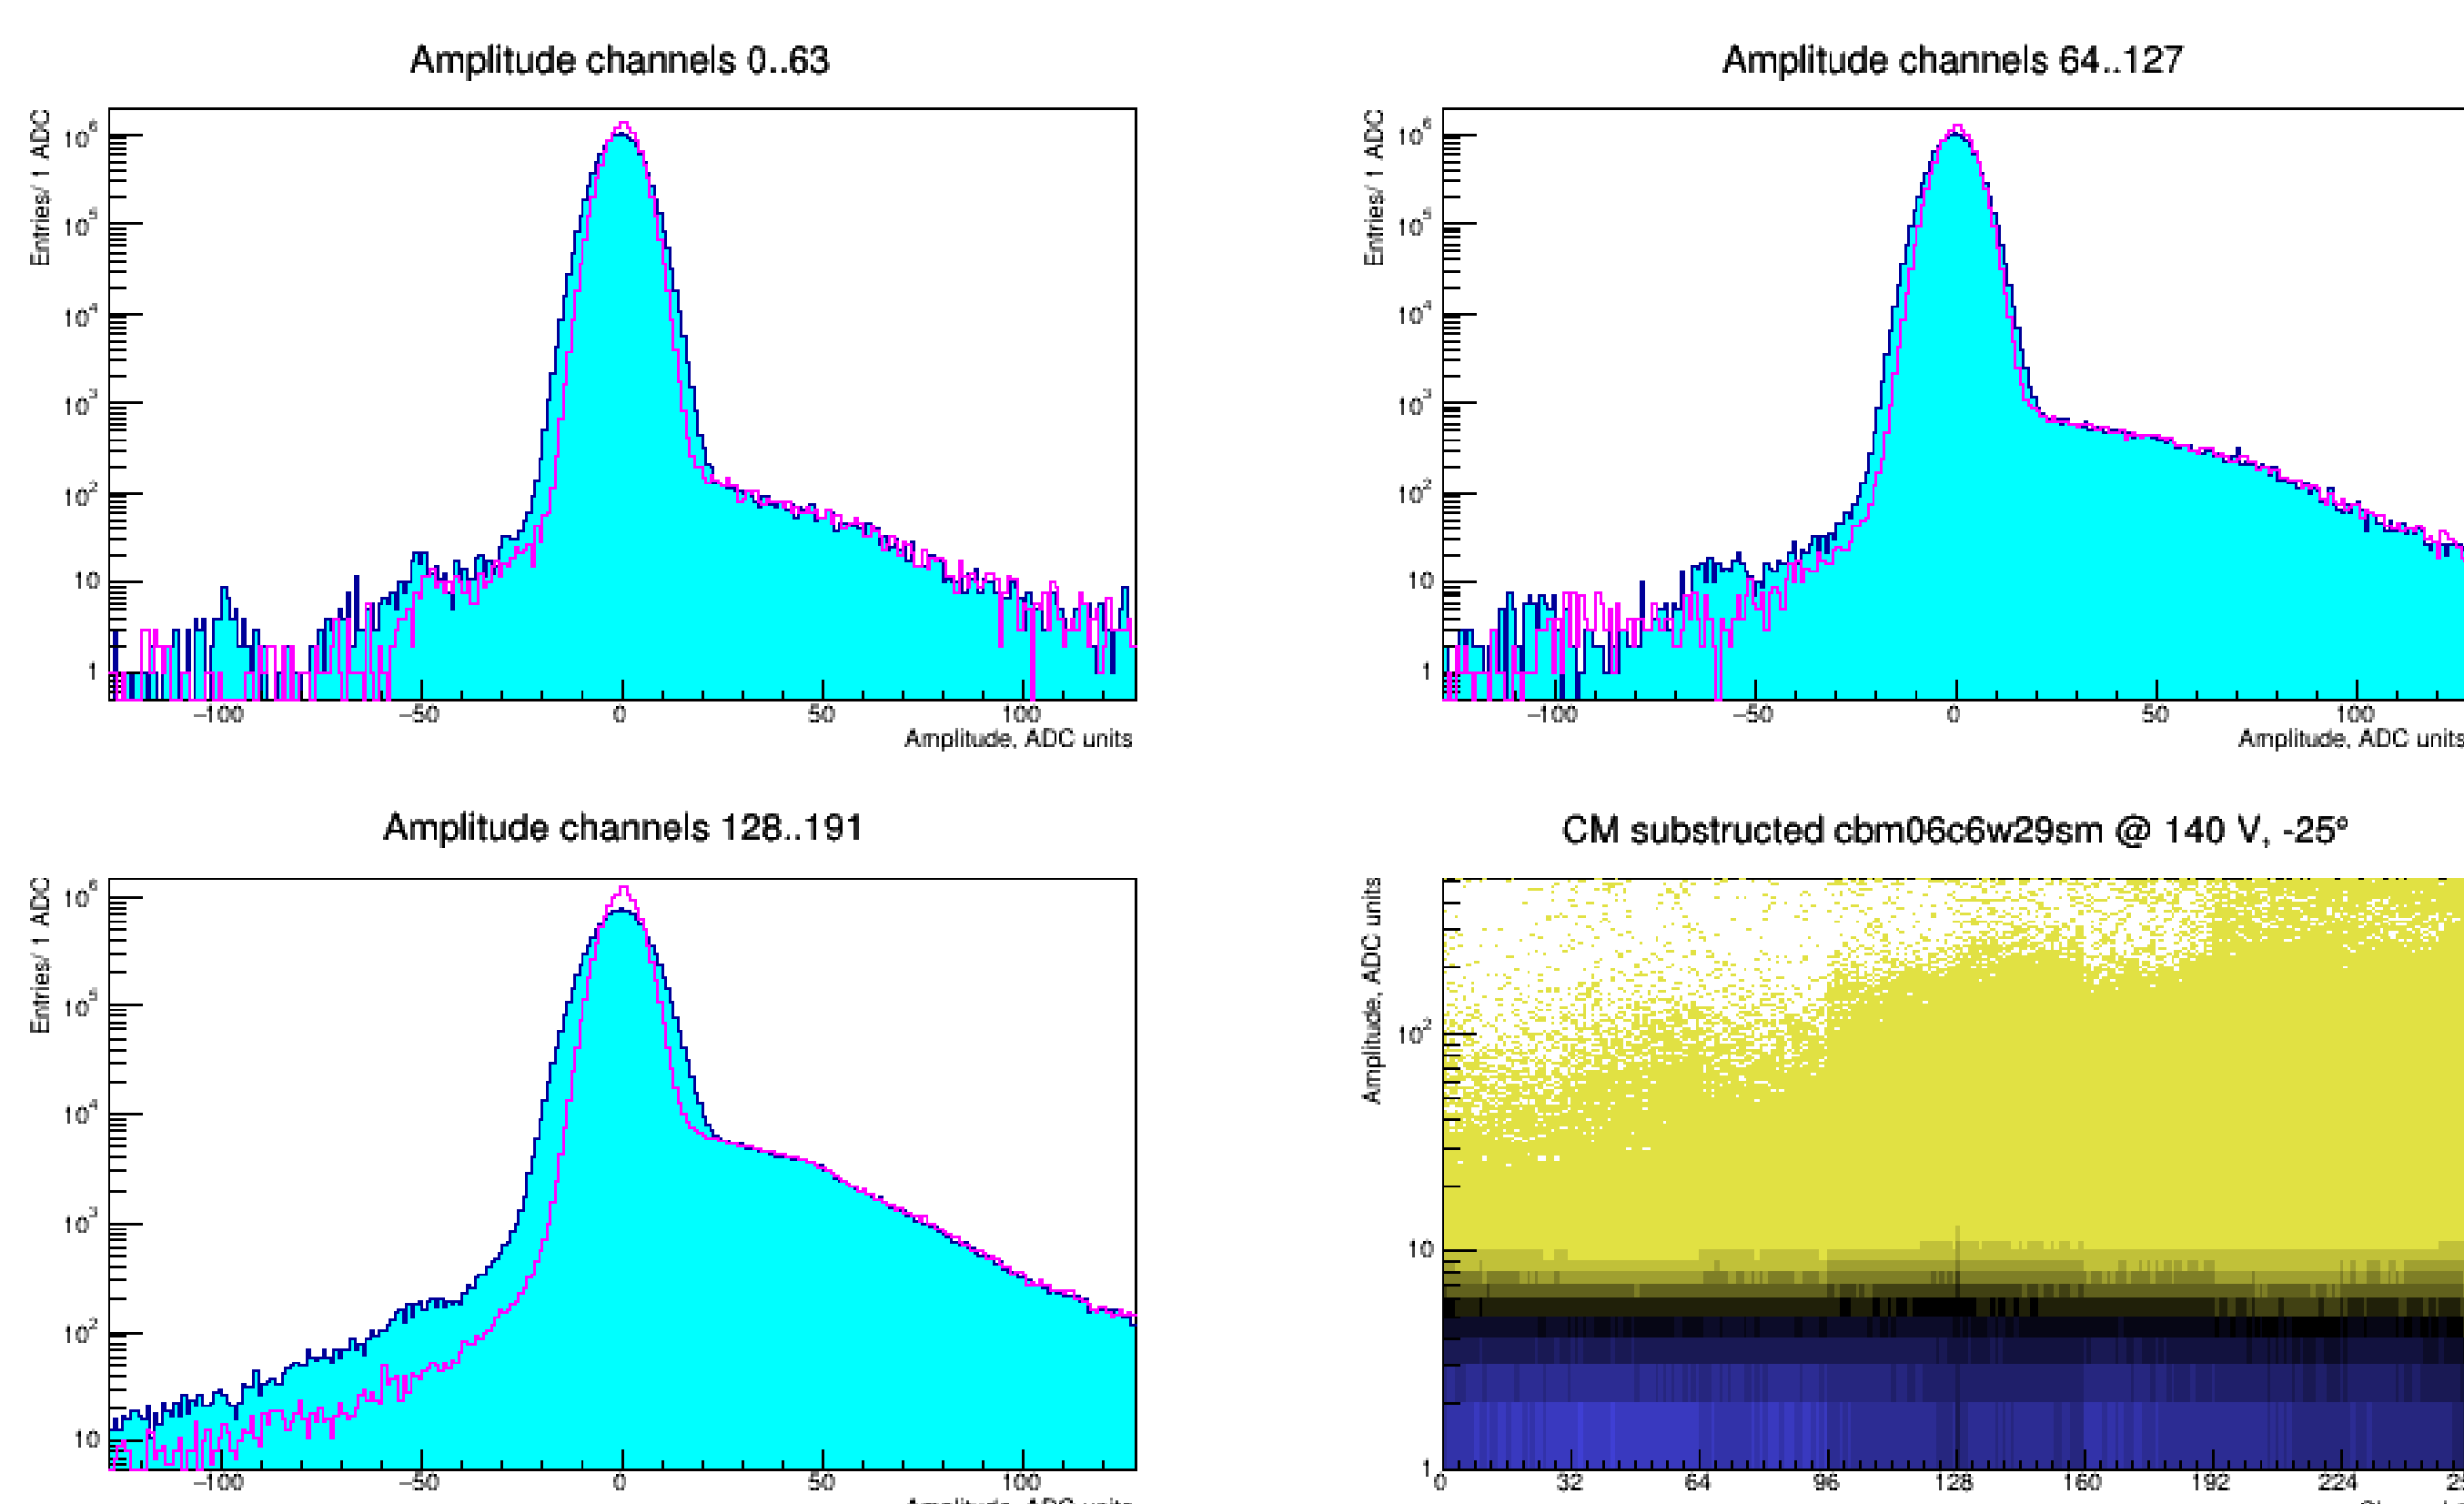 Amplitude channels 0..63
Entries/ 1 ADC
10⁶
10⁵
10⁴
10³
10²
10
1
−100 −50 0 50 100
Amplitude, ADC units
Amplitude channels 64..127
Entries/ 1 ADC
10⁶
10⁵
10⁴
10³
10²
10
1
−100 −50 0 50 100
Amplitude, ADC units
Amplitude channels 128..191
Entries/ 1 ADC
10⁶
10⁵
10⁴
10³
10²
10
−100 −50 0 50 100
Amplitude, ADC units
CM substructed cbm06c6w29sm @ 140 V, -25º
Amplitude, ADC units
10²
10
1
0 32 64 96 128 160 192 224